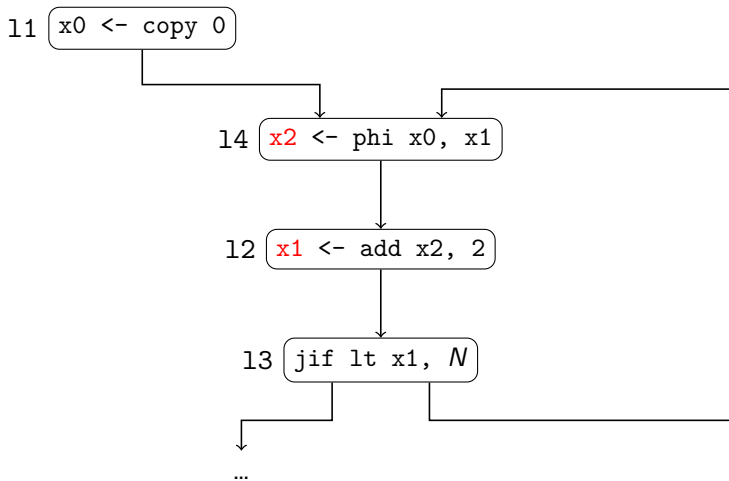 l1 x0 <- copy 0
l4 x2 <- phi x0, x1
l2 x1 <- add x2, 2
l3 jif lt x1, N
…